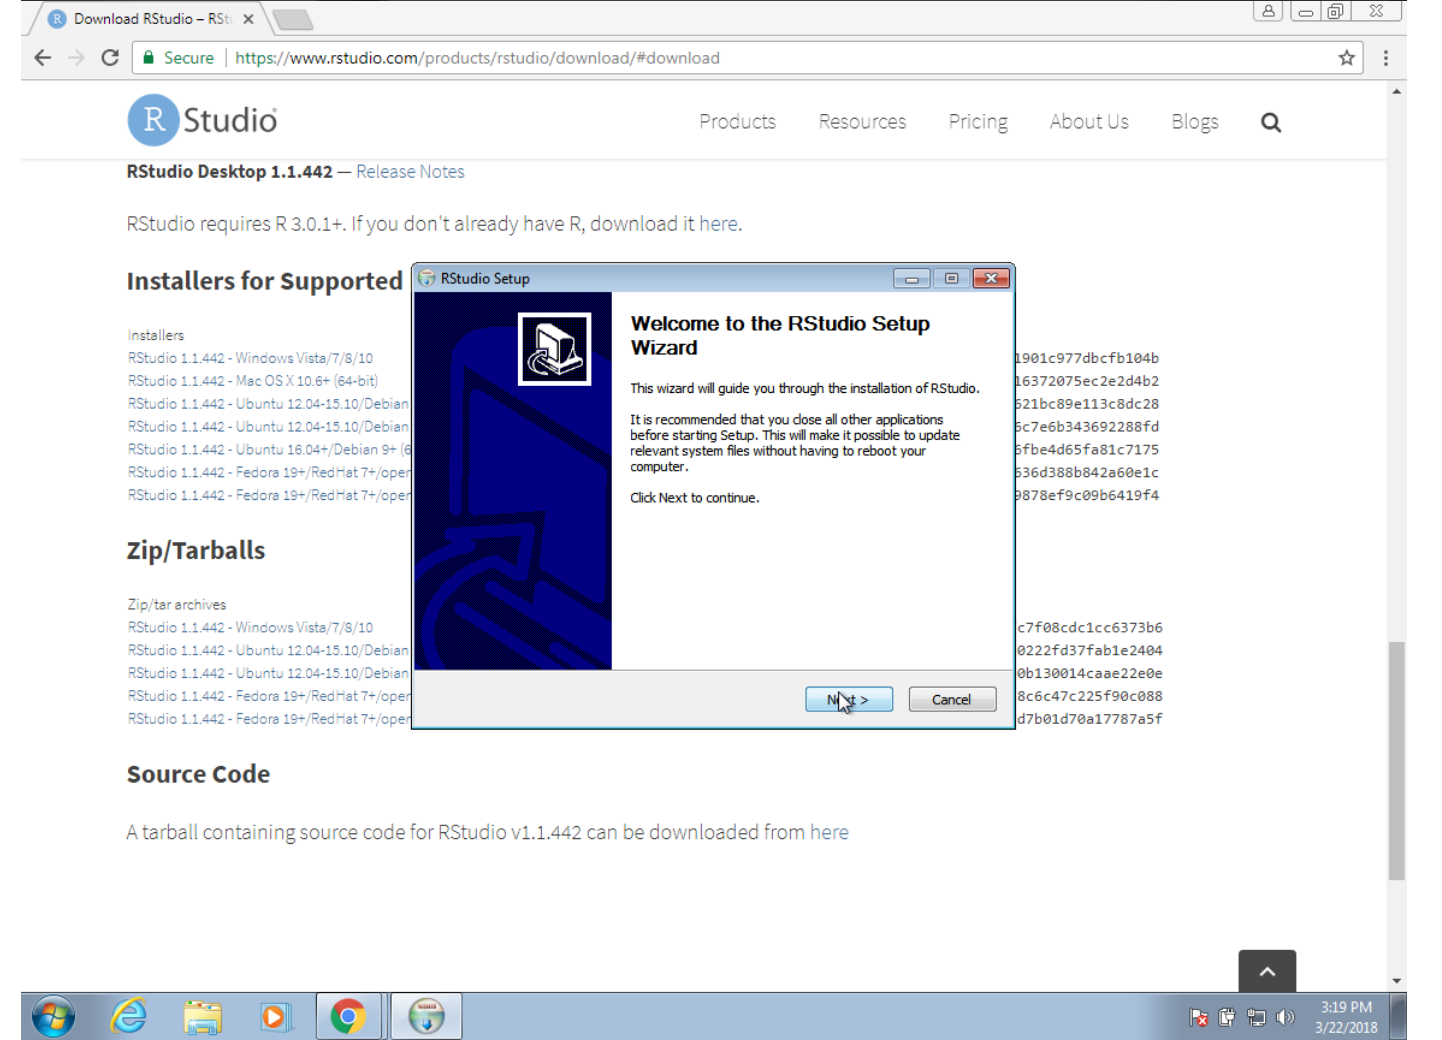 Download RStudio – RSt
Secure | https://www.rstudio.com/products/rstudio/download/#download
R Studio
Products Resources Pricing About Us Blogs
RStudio Desktop 1.1.442 — Release Notes
RStudio requires R 3.0.1+. If you don't already have R, download it here.
Installers for Supported
Installers
RStudio 1.1.442 - Windows Vista/7/8/10 1901c977dbcfb104b
RStudio 1.1.442 - Mac OS X 10.6+ (64-bit) 16372075ec2e2d4b2
RStudio 1.1.442 - Ubuntu 12.04-15.10/Debian 621bc89e113c8dc28
RStudio 1.1.442 - Ubuntu 12.04-15.10/Debian 6c7e6b343692288fd
RStudio 1.1.442 - Ubuntu 16.04+/Debian 9+ (6 6fbe4d65fa81c7175
RStudio 1.1.442 - Fedora 19+/RedHat 7+/oper 636d388b842a60e1c
RStudio 1.1.442 - Fedora 19+/RedHat 7+/oper 9878ef9c09b6419f4
Zip/Tarballs
Zip/tar archives
RStudio 1.1.442 - Windows Vista/7/8/10 c7f08cdc1cc6373b6
RStudio 1.1.442 - Ubuntu 12.04-15.10/Debian 0222fd37fab1e2404
RStudio 1.1.442 - Ubuntu 12.04-15.10/Debian 0b130014caae22e0e
RStudio 1.1.442 - Fedora 19+/RedHat 7+/oper 8c6c47c225f90c088
RStudio 1.1.442 - Fedora 19+/RedHat 7+/oper d7b01d70a17787a5f
Source Code
A tarball containing source code for RStudio v1.1.442 can be downloaded from here
RStudio Setup
Welcome to the RStudio Setup
Wizard
This wizard will guide you through the installation of RStudio.
It is recommended that you close all other applications
before starting Setup. This will make it possible to update
relevant system files without having to reboot your
computer.
Click Next to continue.
Next >
Cancel
3:19 PM
3/22/2018